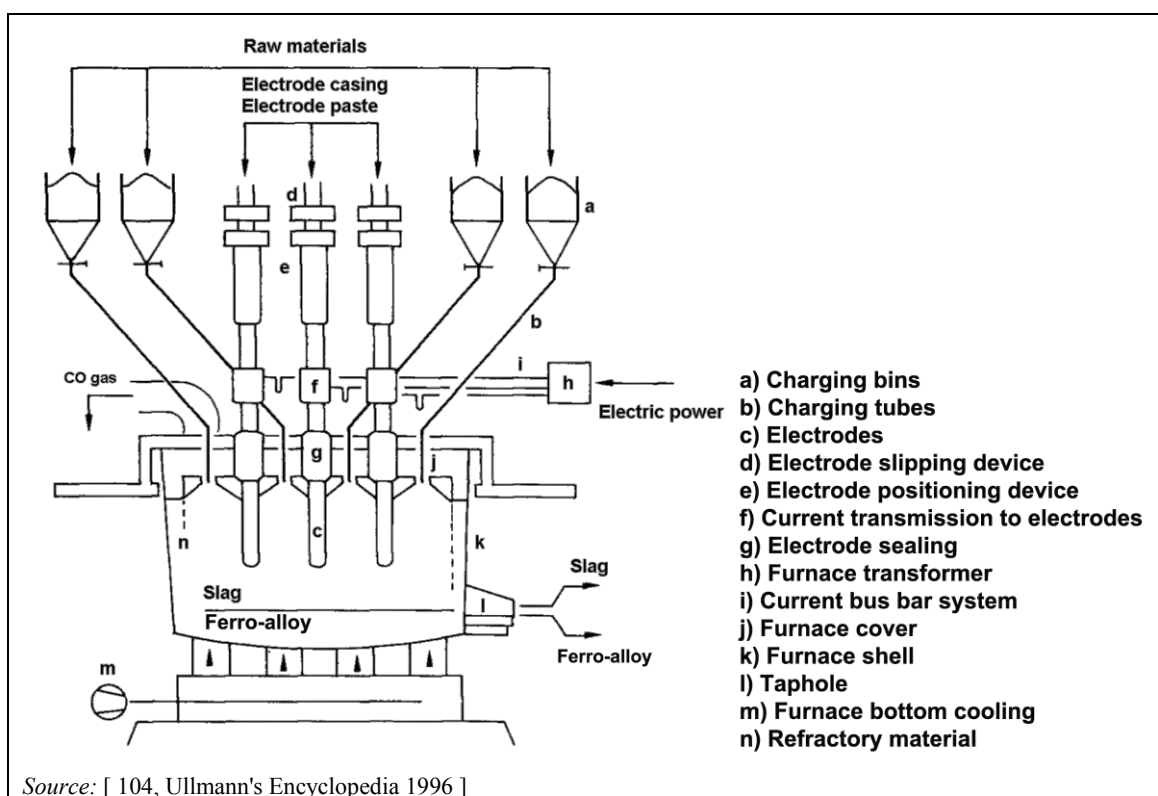 Raw materials
Electrode casing
Electrode paste
d
a
e
b
i
CO gas
f
h
Electric power
g
j
c
n
k
Slag
Slag
l
Ferro-alloy
Ferro-alloy
m
a) Charging bins
b) Charging tubes
c) Electrodes
d) Electrode slipping device
e) Electrode positioning device
f) Current transmission to electrodes
g) Electrode sealing
h) Furnace transformer
i) Current bus bar system
j) Furnace cover
k) Furnace shell
l) Taphole
m) Furnace bottom cooling
n) Refractory material
Source: [ 104, Ullmann's Encyclopedia 1996 ]